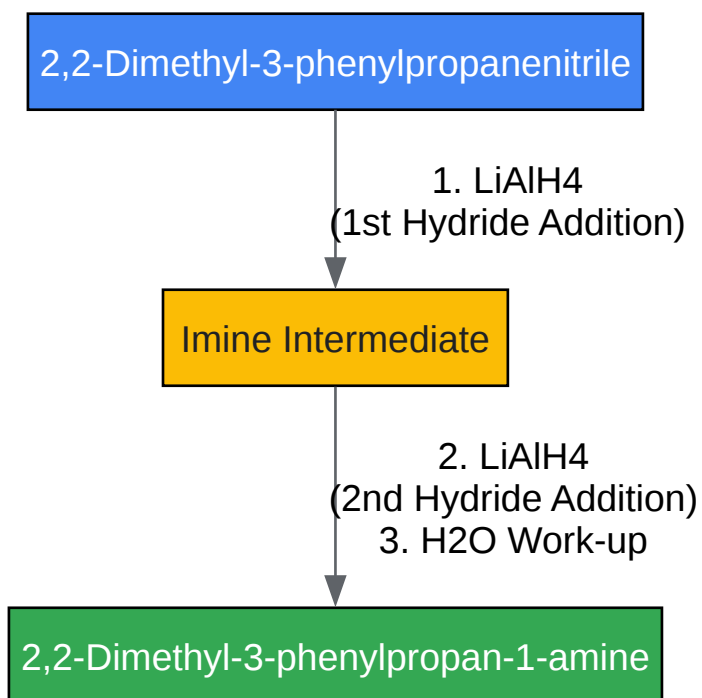 2,2-Dimethyl-3-phenylpropanenitrile
1. LiAlH4
(1st Hydride Addition)
Imine Intermediate
2. LiAlH4
(2nd Hydride Addition)
3. H2O Work-up
2,2-Dimethyl-3-phenylpropan-1-amine